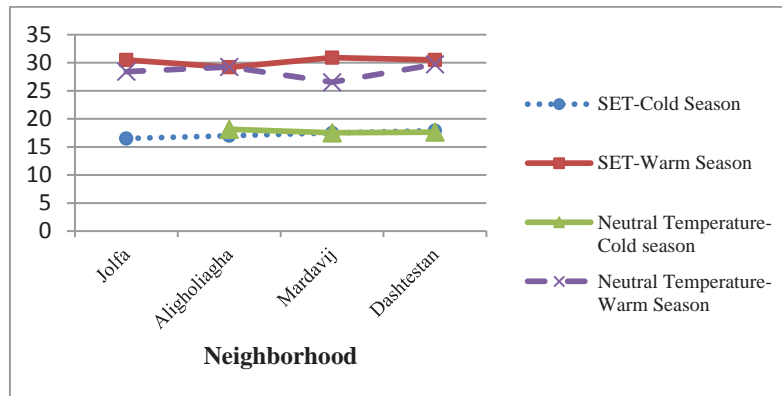 35
30
25
20
15
10
5
0
Jolfa
Aligholiagha
Mardavij
Dashtestan
Neighborhood
SET-Cold Season
SET-Warm Season
Neutral Temperature-
Cold season
Neutral Temperature-
Warm Season